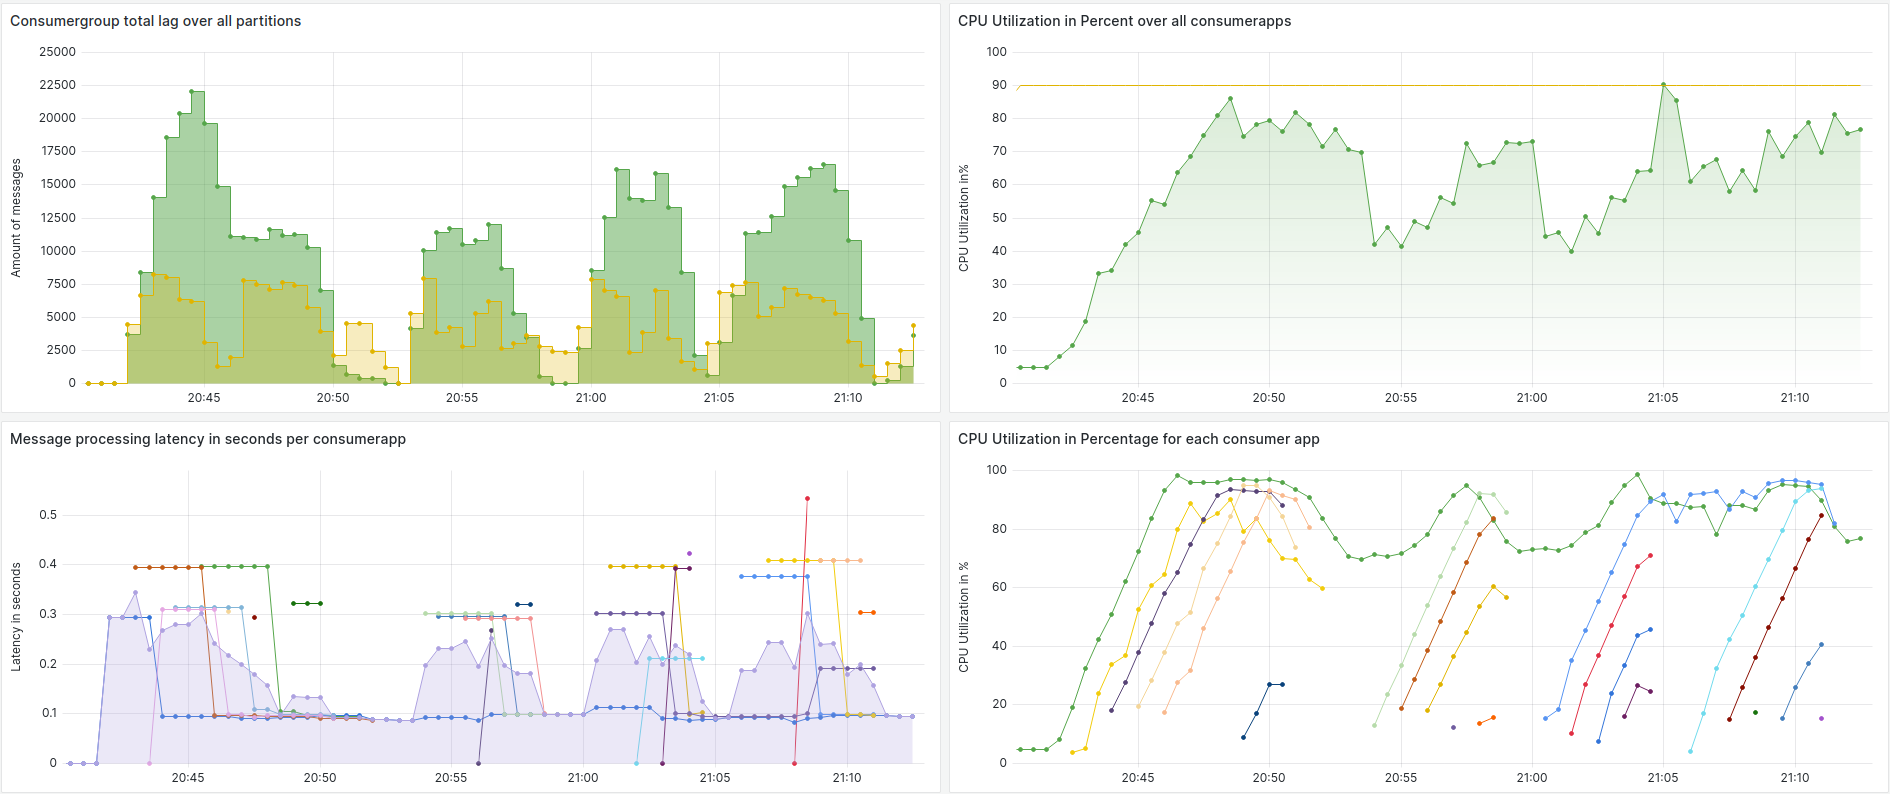 Consumergroup total lag over all partitions
Amount of messages
25000
22500
20000
17500
15000
12500
10000
7500
5000
2500
0
20:45 20:50 20:55 21:00 21:05 21:10
CPU Utilization in Percent over all consumerapps
CPU Utilization in%
100
90
80
70
60
50
40
30
20
10
0
20:45 20:50 20:55 21:00 21:05 21:10
Message processing latency in seconds per consumerapp
Latency in seconds
0.5
0.4
0.3
0.2
0.1
0
20:45 20:50 20:55 21:00 21:05 21:10
CPU Utilization in Percentage for each consumer app
CPU Utilization in %
100
80
60
40
20
0
20:45 20:50 20:55 21:00 21:05 21:10